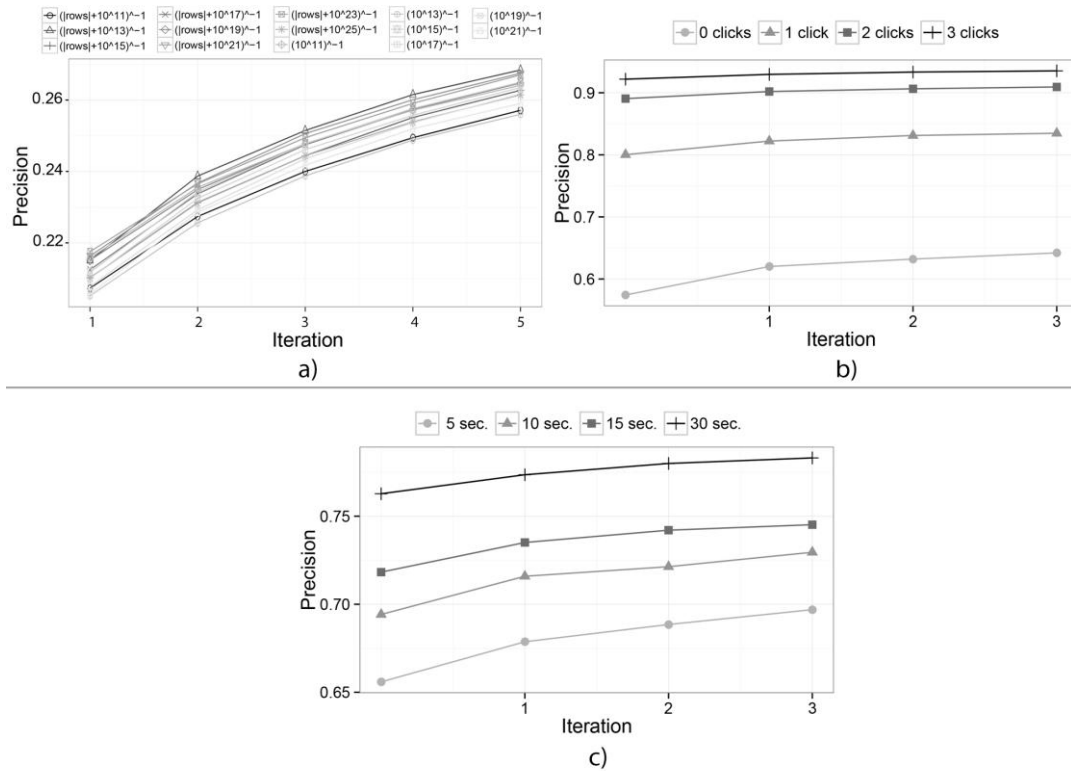 (|rows|+10^11)^−1 (|rows|+10^17)^−1 (|rows|+10^23)^−1 (10^13)^−1 (10^19)^−1
(|rows|+10^13)^−1 (|rows|+10^19)^−1 (|rows|+10^25)^−1 (10^15)^−1 (10^21)^−1
(|rows|+10^15)^−1 (|rows|+10^21)^−1 (10^11)^−1 (10^17)^−1
0.26
0.24
0.22
Precision
1 2 3 4 5
Iteration
a)
0 clicks 1 click 2 clicks 3 clicks
0.9
0.8
0.7
0.6
Precision
1 2 3
Iteration
b)
5 sec. 10 sec. 15 sec. 30 sec.
0.75
0.70
0.65
Precision
1 2 3
Iteration
c)